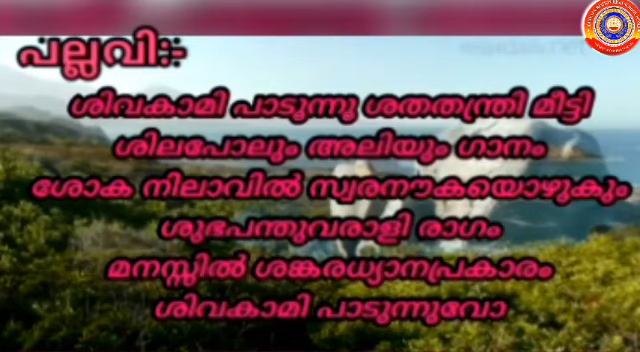 പല്ലവി:-
ശിവകാമി പാടുന്നൂ ശതതന്ത്രി മീട്ടി
ശിലപോലും അലിയും ഗാനം
ശോക നിലാവിൽ സ്വരനൗകയൊഴുകും
ശുഭപന്തുവരാളി രാഗം
മനസ്സിൽ ശങ്കരധ്യാനപ്രകാരം
ശിവകാമി പാടുന്നുവോ